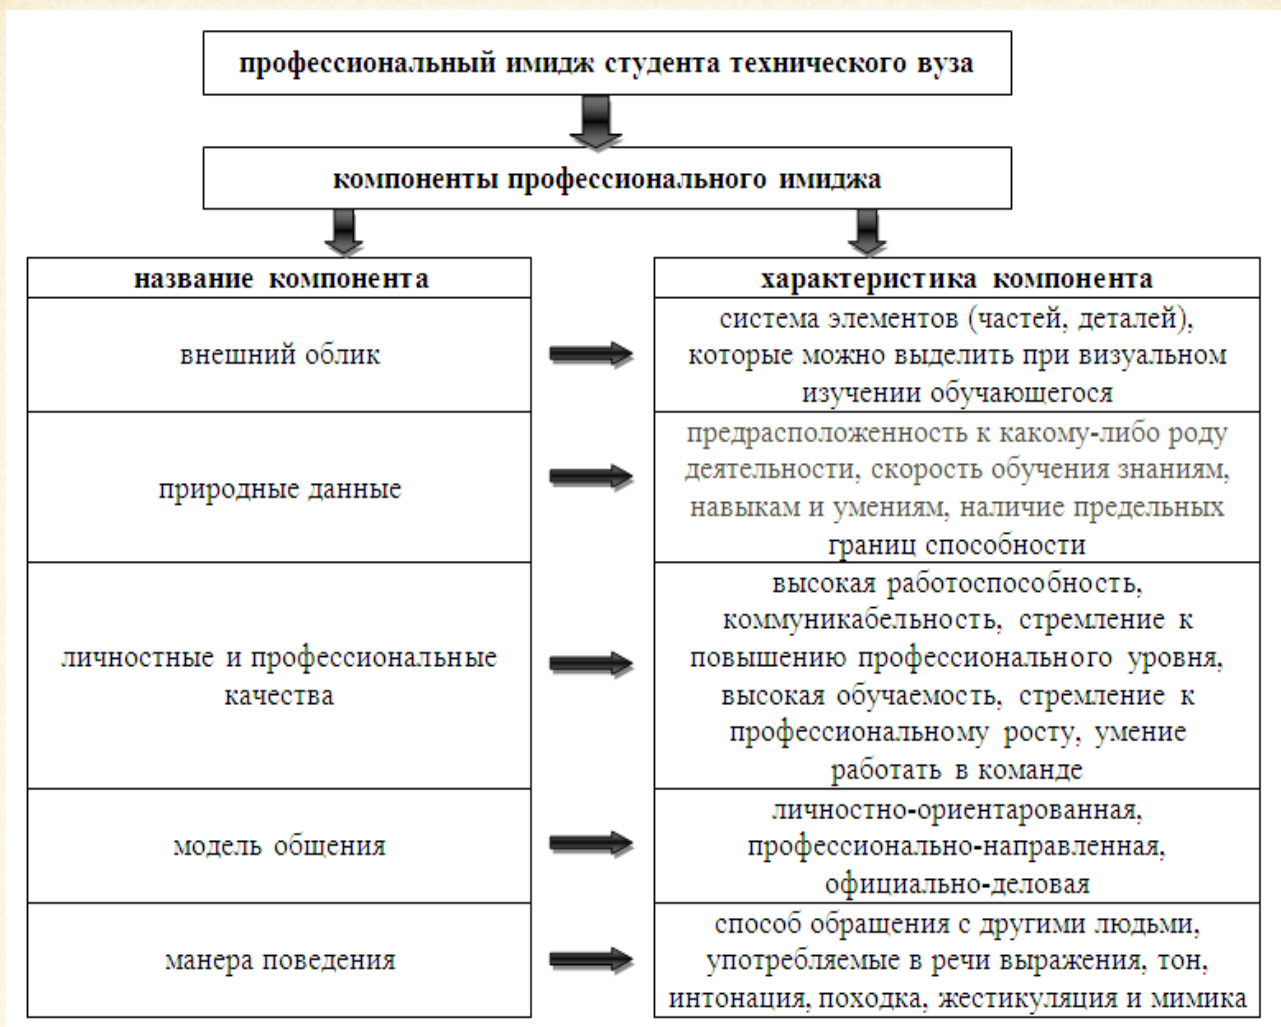 профессиональный имидж студента технического вуза
компоненты профессионального имиджа
название компонента
характеристика компонента
внешний облик
система элементов (частей, деталей),
которые можно выделить при визуальном
изучении обучающегося
природные данные
предрасположенность к какому-либо роду
деятельности, скорость обучения знаниям,
навыкам и умениям, наличие предельных
границ способности
личностные и профессиональные
качества
высокая работоспособность,
коммуникабельность, стремление к
повышению профессионального уровня,
высокая обучаемость, стремление к
профессиональному росту, умение
работать в команде
модель общения
личностно-ориентарованная,
профессионально-направленная,
официально-деловая
манера поведения
способ обращения с другими людьми,
употребляемые в речи выражения, тон,
интонация, походка, жестикуляция и мимика